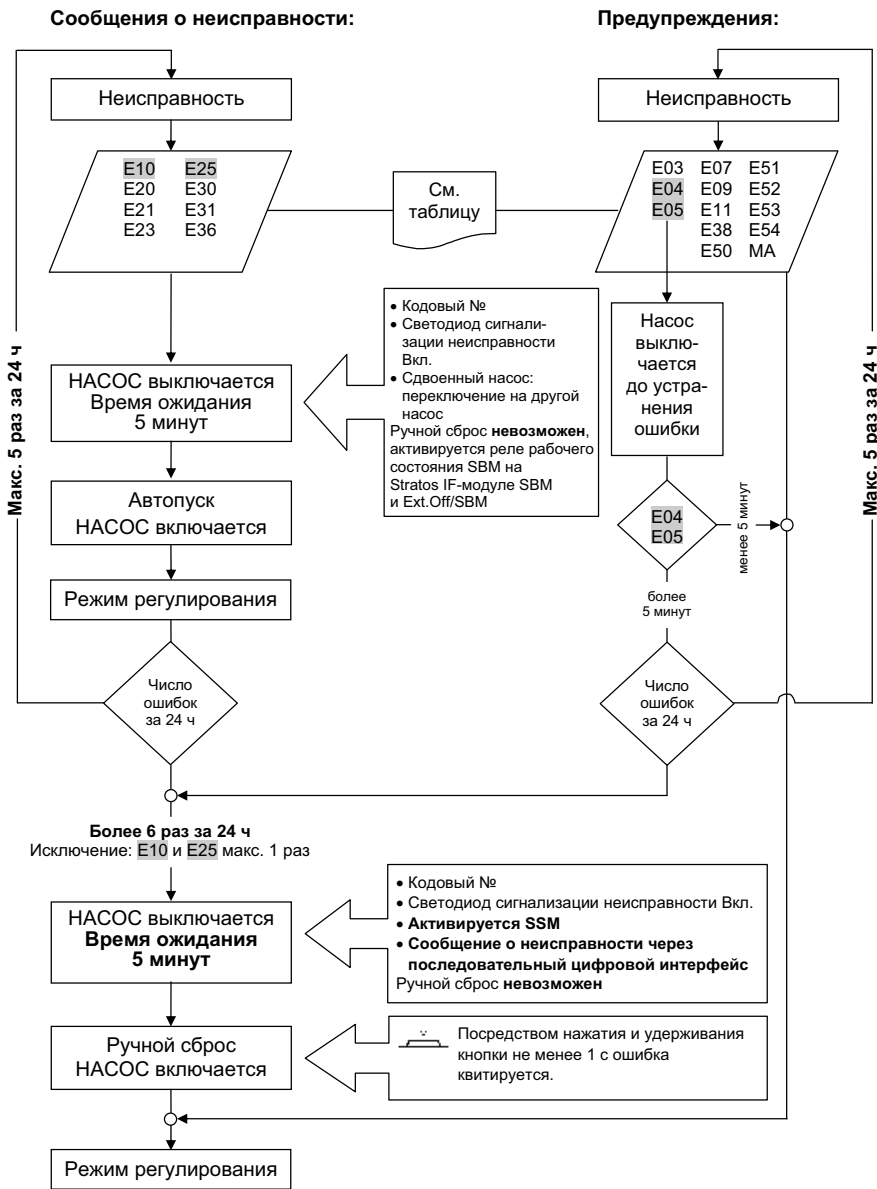 Сообщения о неисправности:
Предупреждения:
Неисправность
Неисправность
E10 E25
E20 E30
E21 E31
E23 E36
См.
таблицу
E03 E07 E51
E04 E09 E52
E05 E11 E53
E38 E54
E50 MA
Макс. 5 раз за 24 ч
НАСОС выключается
Время ожидания
5 минут
• Кодовый №
• Светодиод сигнали-
зации неисправности
Вкл.
• Сдвоенный насос:
переключение на другой
насос
Ручной сброс невозможен,
активируется реле рабочего
состояния SBM на
Stratos IF-модуле SBM
и Ext.Off/SBM
Насос
выклю-
чается
до устра-
нения
ошибки
Макс. 5 раз за 24 ч
Автопуск
НАСОС включается
E04
E05
менее 5 минут
более
5 минут
Режим регулирования
Число
ошибок
за 24 ч
Число
ошибок
за 24 ч
Более 6 раз за 24 ч
Исключение: E10 и E25 макс. 1 раз
НАСОС выключается
Время ожидания
5 минут
• Кодовый №
• Светодиод сигнализации неисправности Вкл.
• Активируется SSM
• Сообщение о неисправности через
последовательный цифровой интерфейс
Ручной сброс невозможен
Ручной сброс
НАСОС включается
Посредством нажатия и удерживания
кнопки не менее 1 с ошибка
квитируется.
Режим регулирования